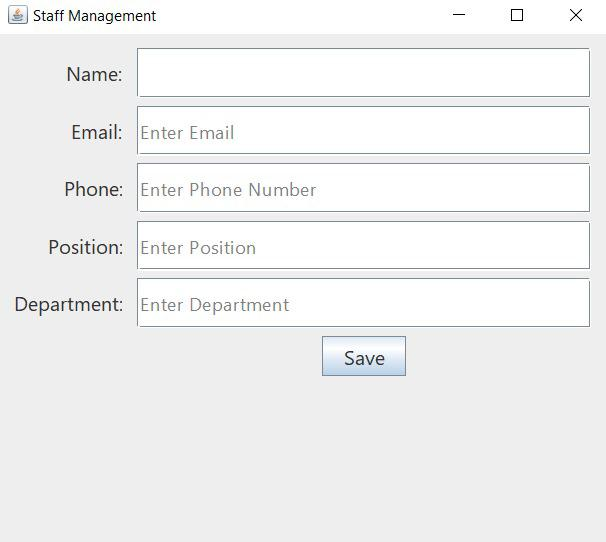 Staff Management
Name:
Email: Enter Email
Phone: Enter Phone Number
Position: Enter Position
Department: Enter Department
Save